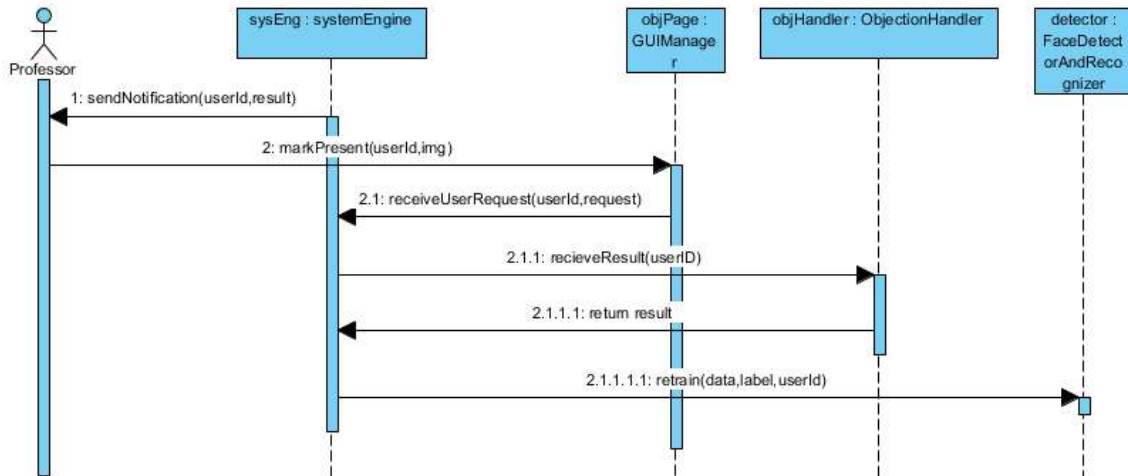 sysEng : systemEngine
objPage :
GUIManage
r
objHandler : ObjectionHandler
detector :
FaceDetect
orAndReco
gnizer
Professor
1: sendNotification(userId,result)
2: markPresent(userId,img)
2.1: receiveUserRequest(userId,request)
2.1.1: recieveResult(userID)
2.1.1.1: return result
2.1.1.1.1: retrain(data,label,userId)